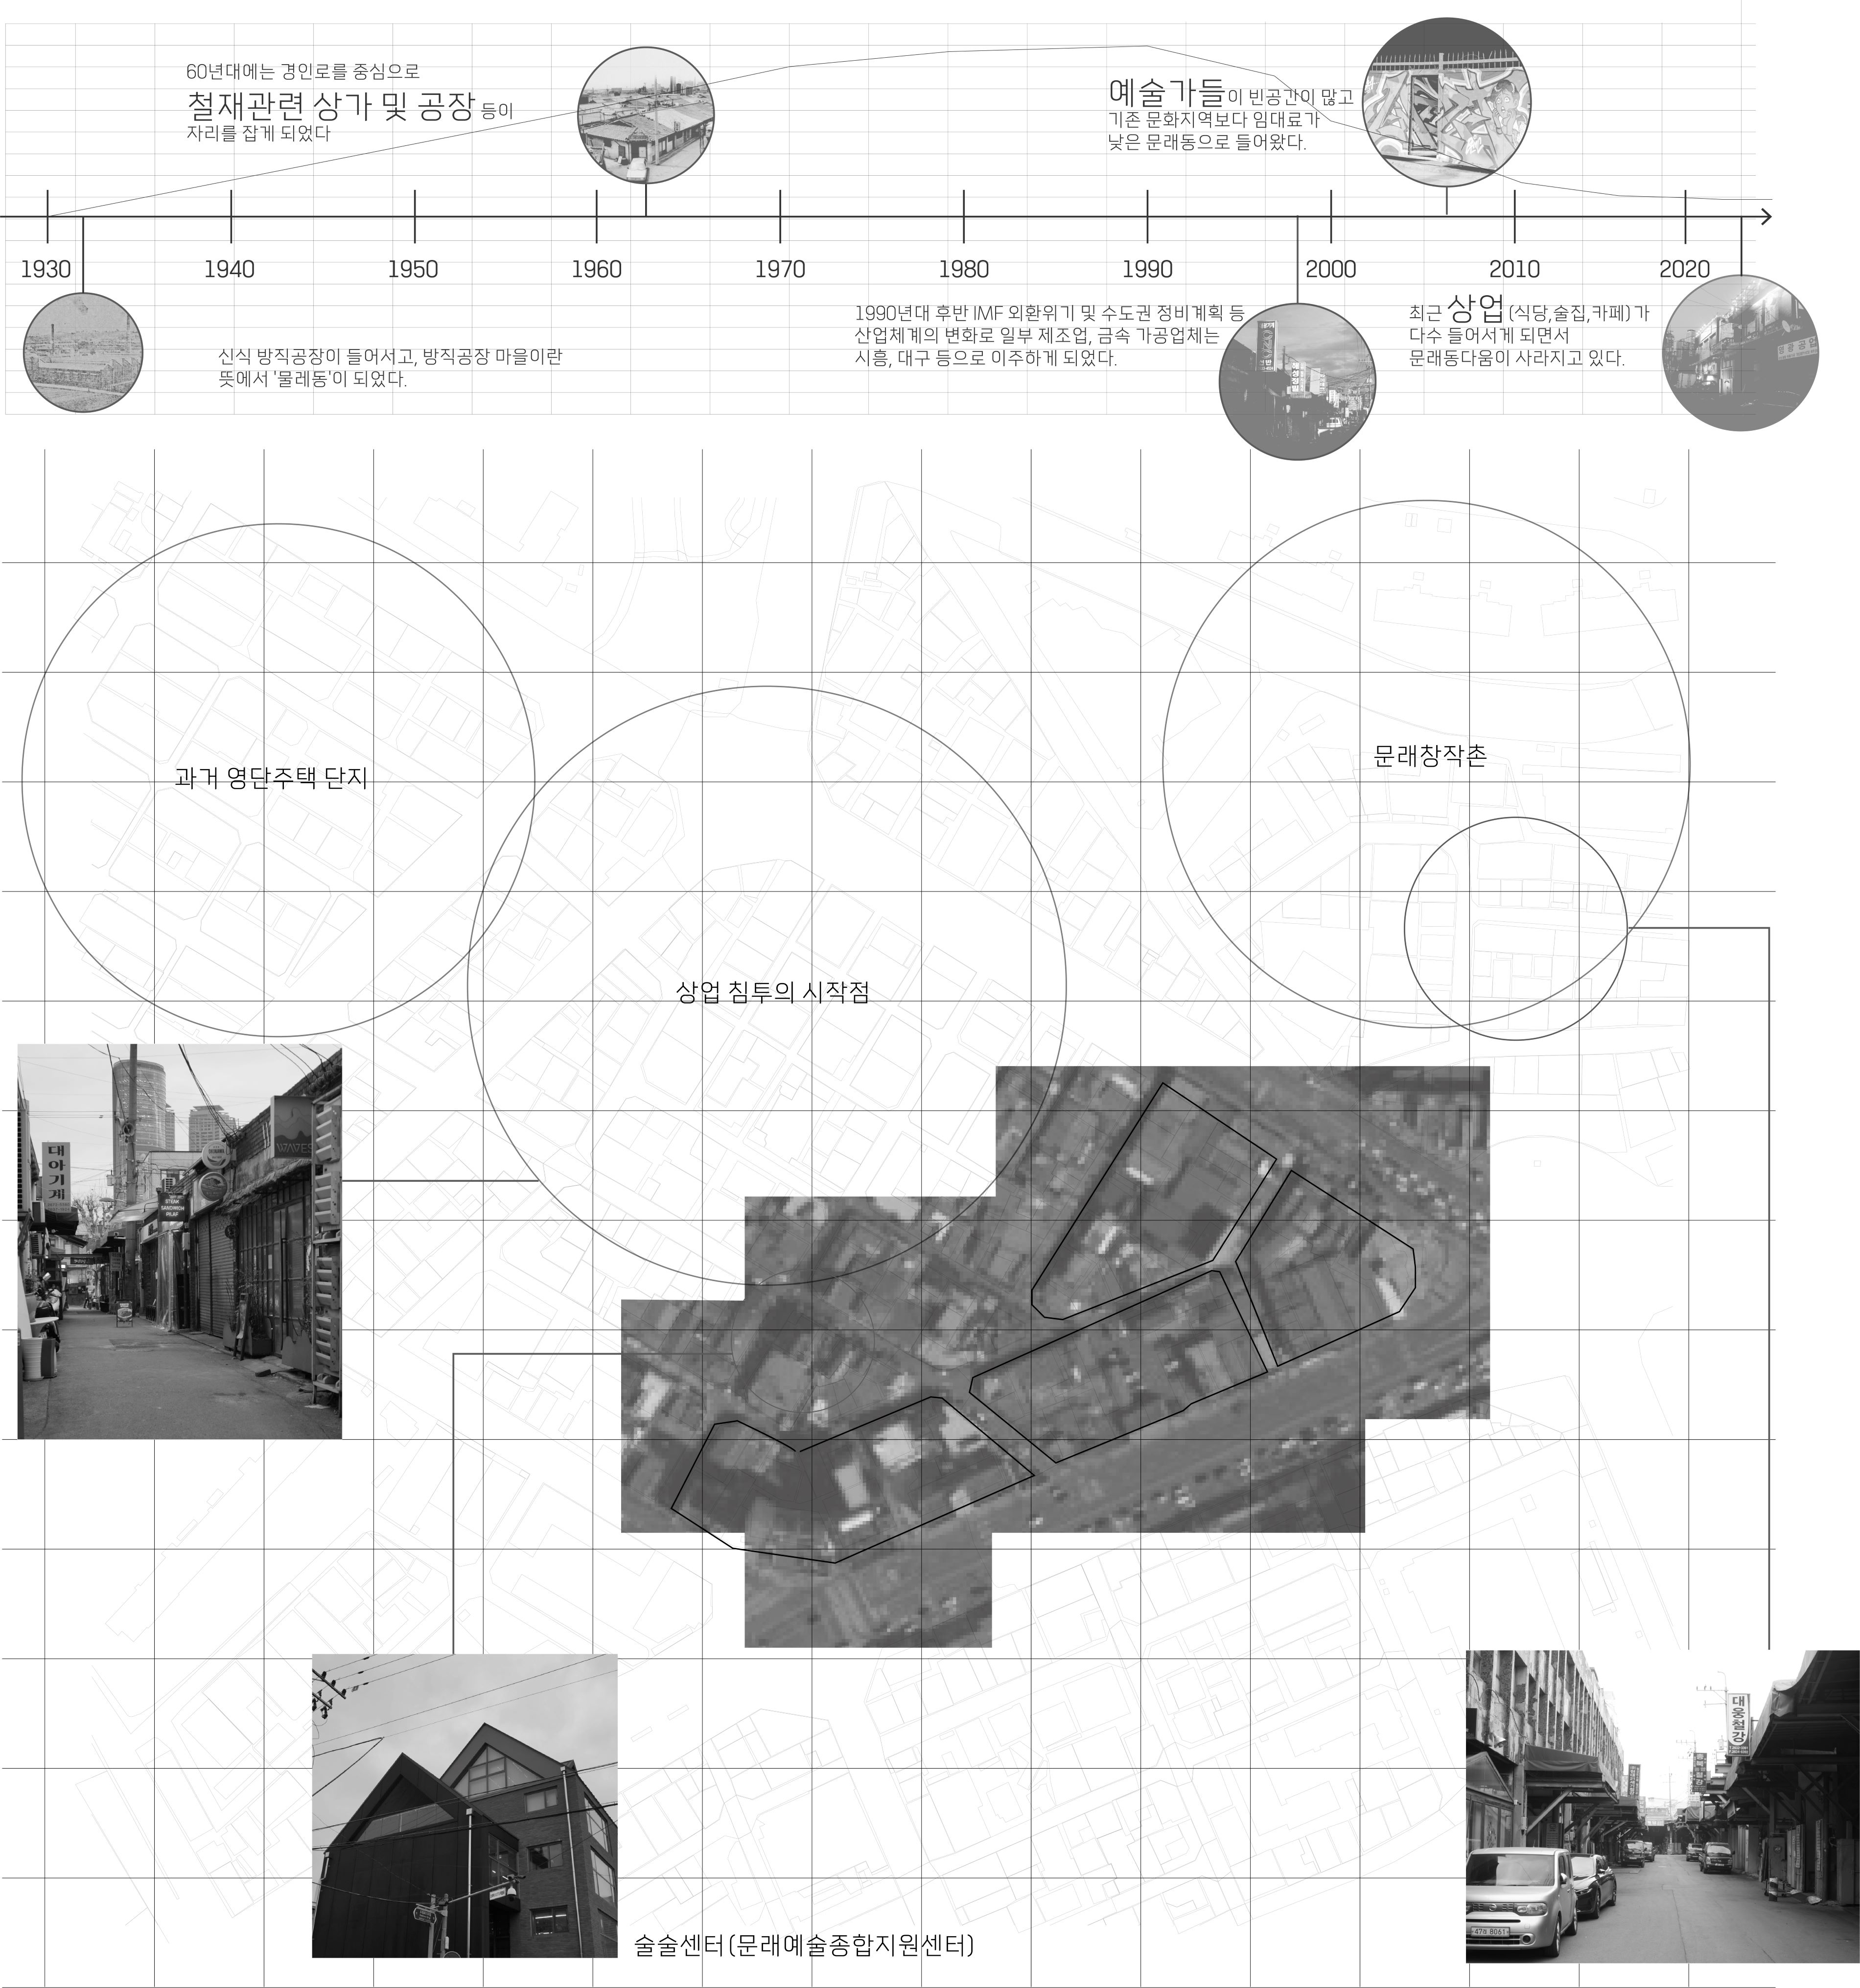 60년대에는 경인로를 중심으로
철재관련 상가 및 공장 등이
자리를 잡게 되었다
예술가들이 빈공간이 많고
기존 문화지역보다 임대료가
낮은 문래동으로 들어왔다.
1930 1940 1950 1960 1970 1980 1990 2000 2010 2020
신식 방직공장이 들어서고, 방직공장 마을이란
뜻에서 '물레동'이 되었다.
1990년대 후반 IMF 외환위기 및 수도권 정비계획 등
산업체계의 변화로 일부 제조업, 금속 가공업체는
시흥, 대구 등으로 이주하게 되었다.
최근 상업(식당,술집,카페)가
다수 들어서게 되면서
문래동다움이 사라지고 있다.
과거 영단주택 단지
문래창작촌
상업 침투의 시작점
대아기계
WAVES
STEAK
SANDWICH
PILAF
대웅철강
47저 8061
술술센터(문래예술종합지원센터)